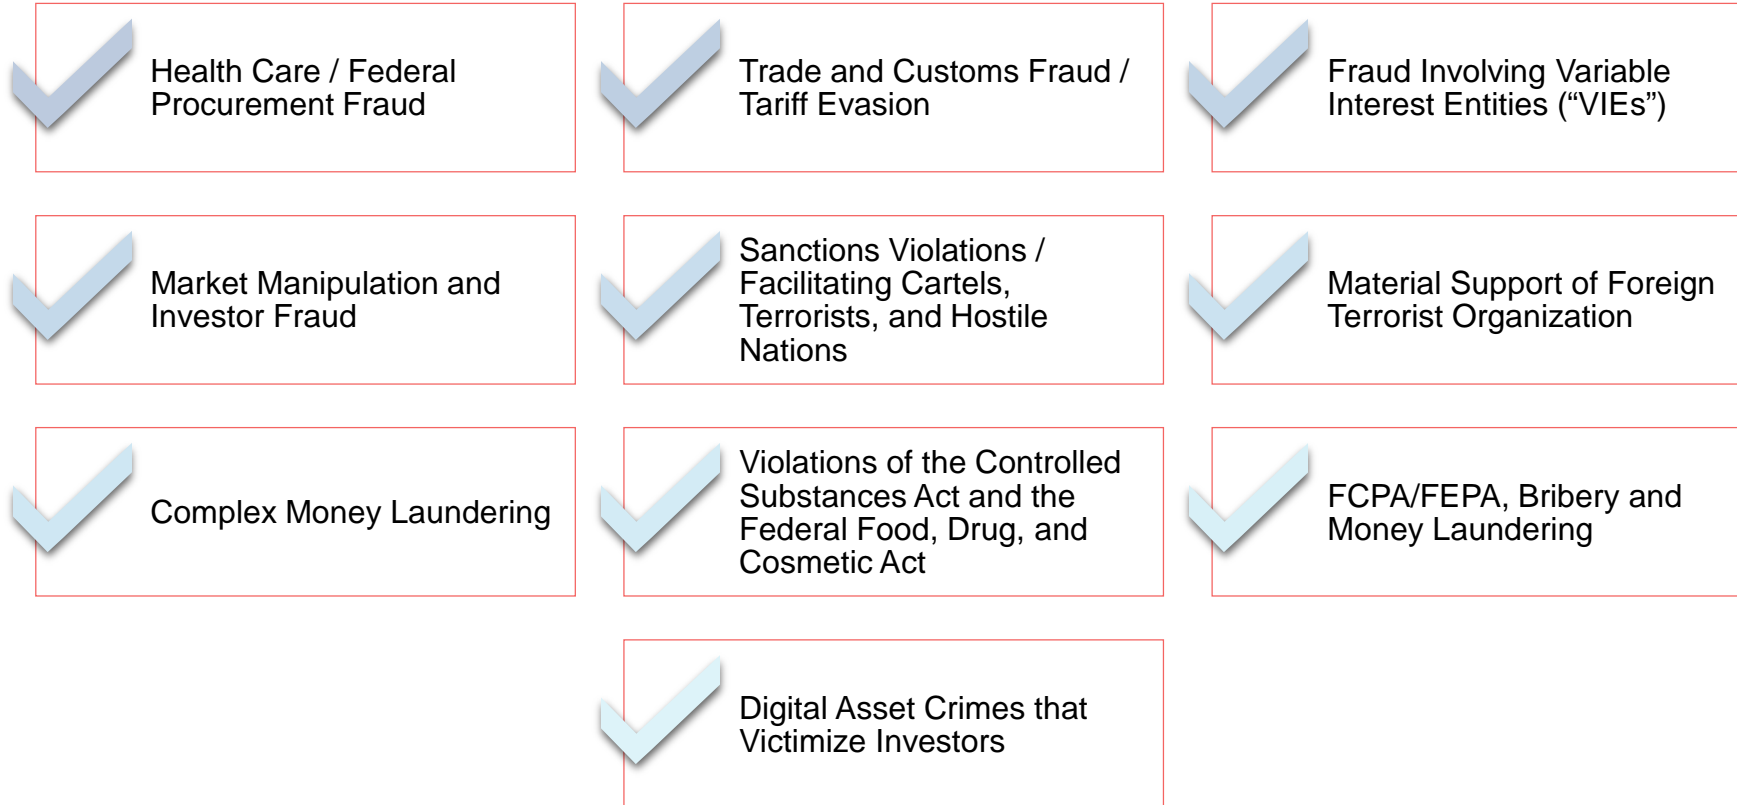 Health Care / Federal
Procurement Fraud
Trade and Customs Fraud /
Tariff Evasion
Fraud Involving Variable
Interest Entities (“VIEs”)
Market Manipulation and
Investor Fraud
Sanctions Violations /
Facilitating Cartels,
Terrorists, and Hostile
Nations
Material Support of Foreign
Terrorist Organization
Complex Money Laundering
Violations of the Controlled
Substances Act and the
Federal Food, Drug, and
Cosmetic Act
FCPA/FEPA, Bribery and
Money Laundering
Digital Asset Crimes that
Victimize Investors